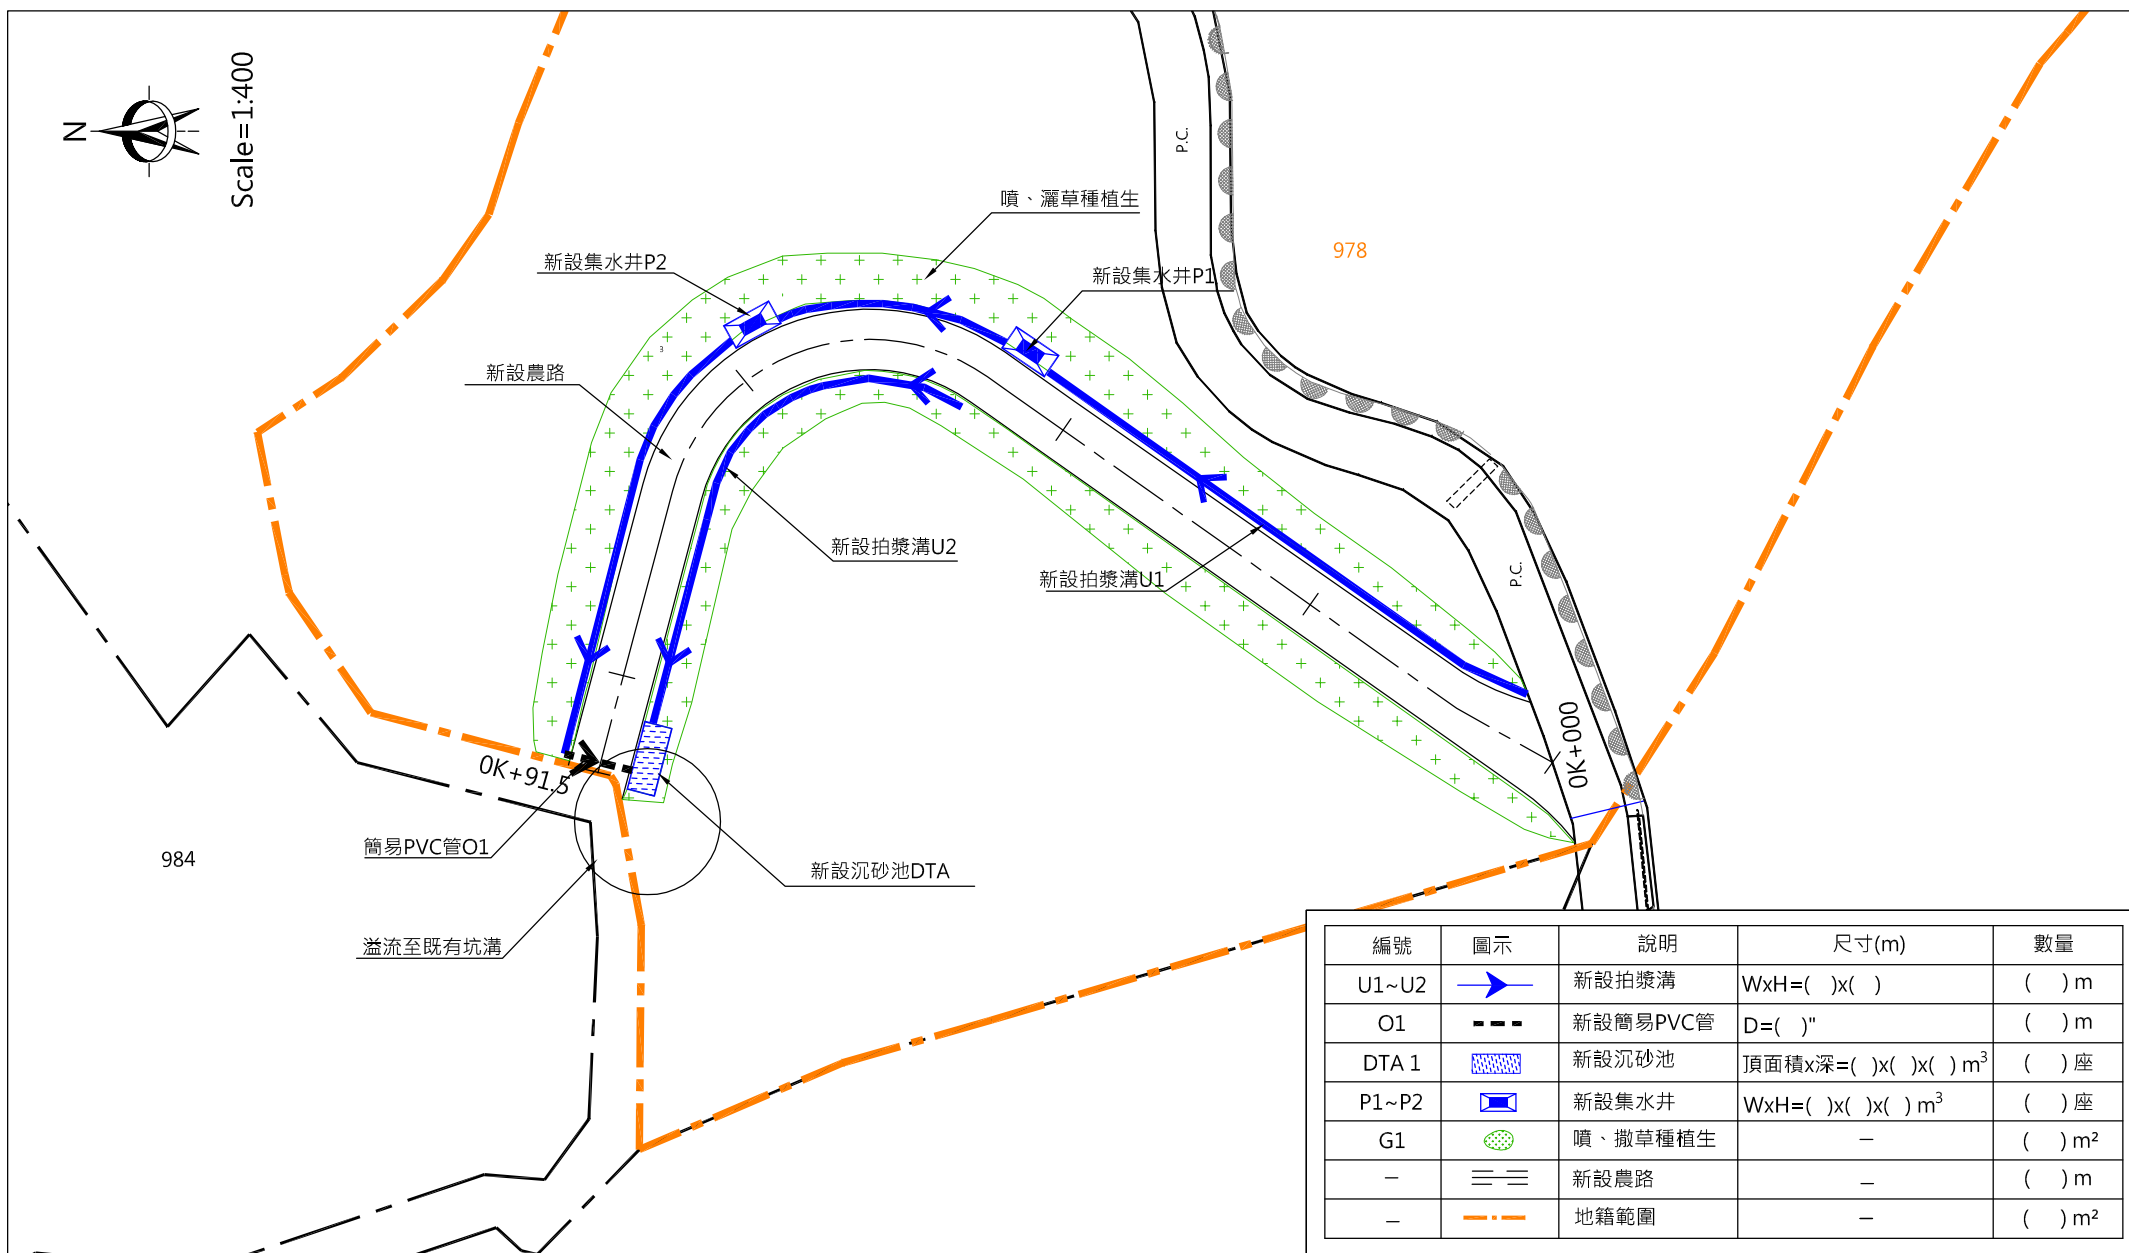 N
Scale=1:400
P.C.
噴、灑草種植生
978
新設集水井P2
新設集水井P1
3
新設農路
新設拍漿溝U2
新設拍漿溝U1
P.C.
0K+000
0K+91.5
簡易PVC管O1
984
新設沉砂池DTA
溢流至既有坑溝
編號 圖示 說明 尺寸(m) 數量
U1~U2 新設拍漿溝 WxH=( )x( ) ( ) m
O1 新設簡易PVC管 D=( )" ( ) m
DTA 1 新設沉砂池 頂面積x深=( )x( )x( ) m³ ( ) 座
P1~P2 新設集水井 WxH=( )x( )x( ) m³ ( ) 座
G1 噴、撒草種植生 — ( ) m²
— 新設農路 — ( ) m
— 地籍範圍 — ( ) m²